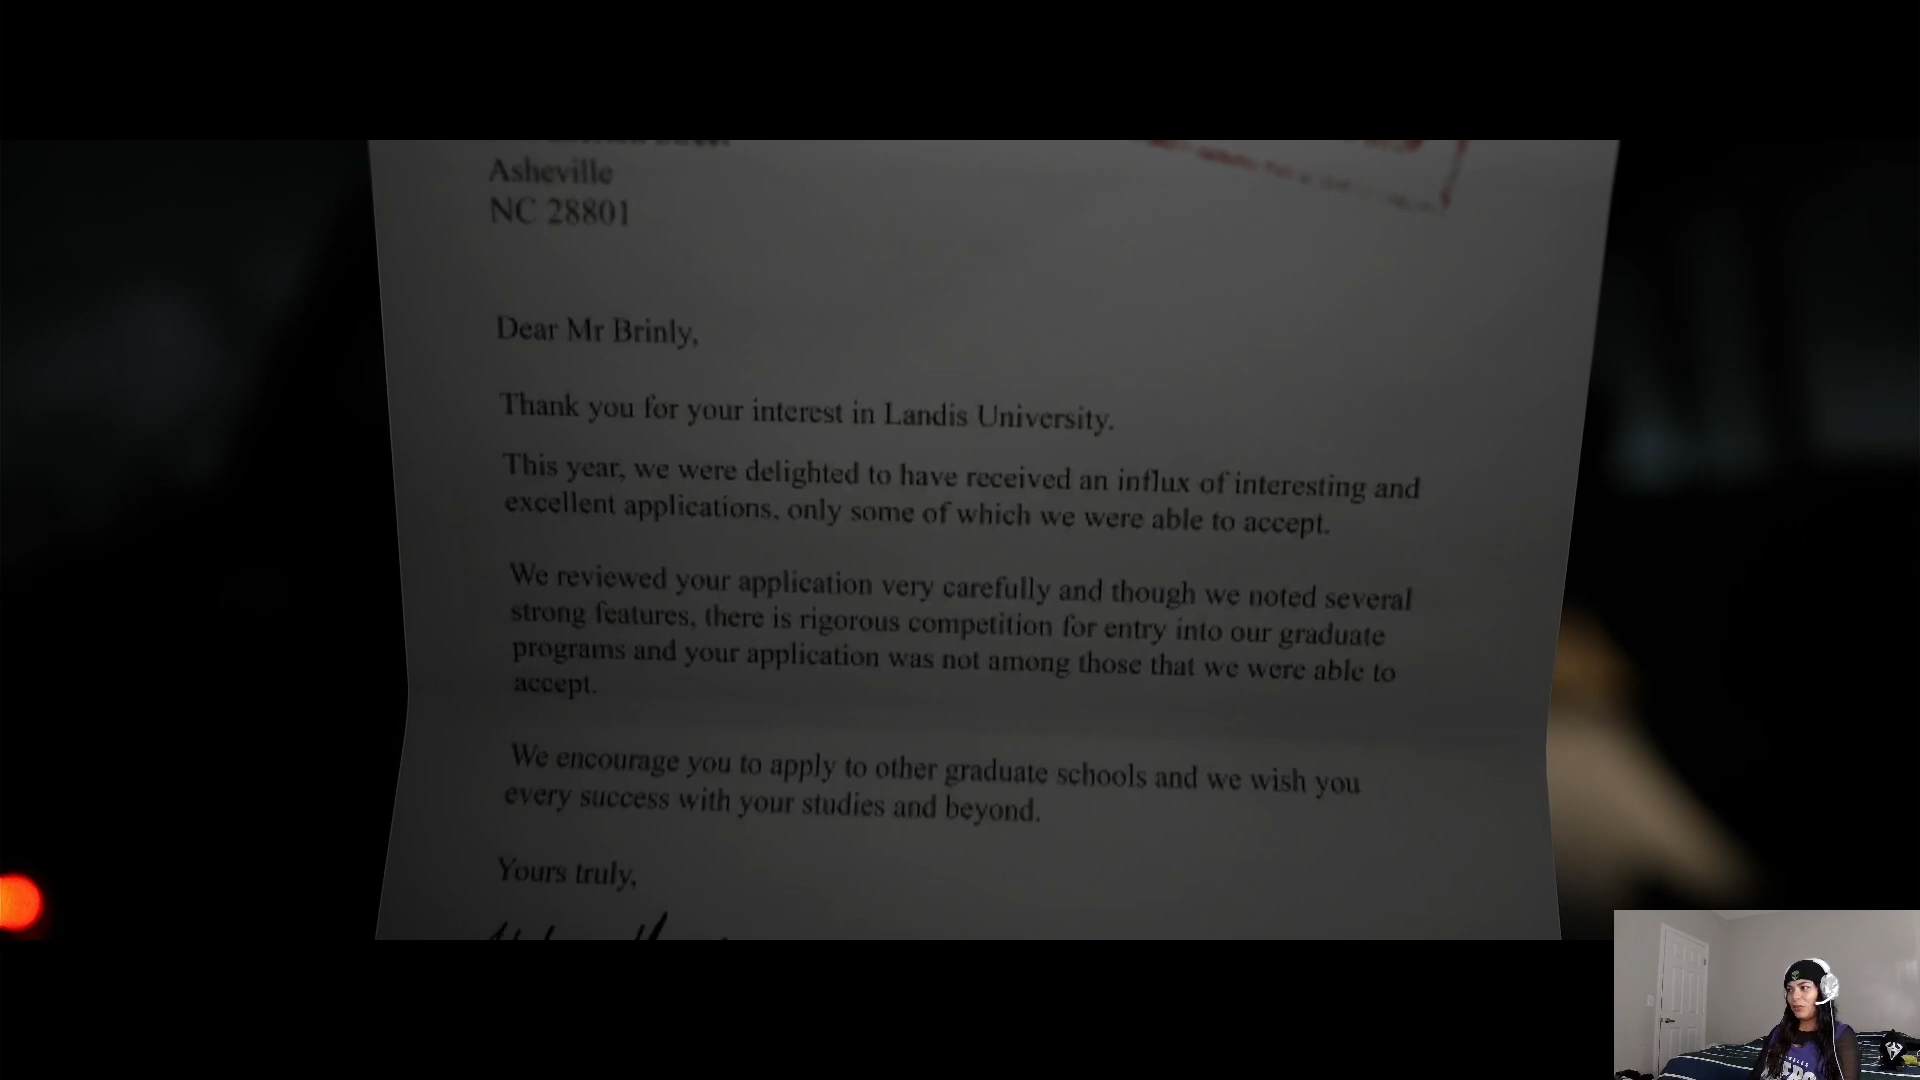 Asheville
NC 28801
Dear Mr Brinly,
Thank you for your interest in Landis University.
This year, we were delighted to have received an influx of interesting and
excellent applications, only some of which we were able to accept.
We reviewed your application very carefully and though we noted several
strong features, there is rigorous competition for entry into our graduate
programs and your application was not among those that we were able to
accept.
We encourage you to apply to other graduate schools and we wish you
every success with your studies and beyond.
Yours truly,